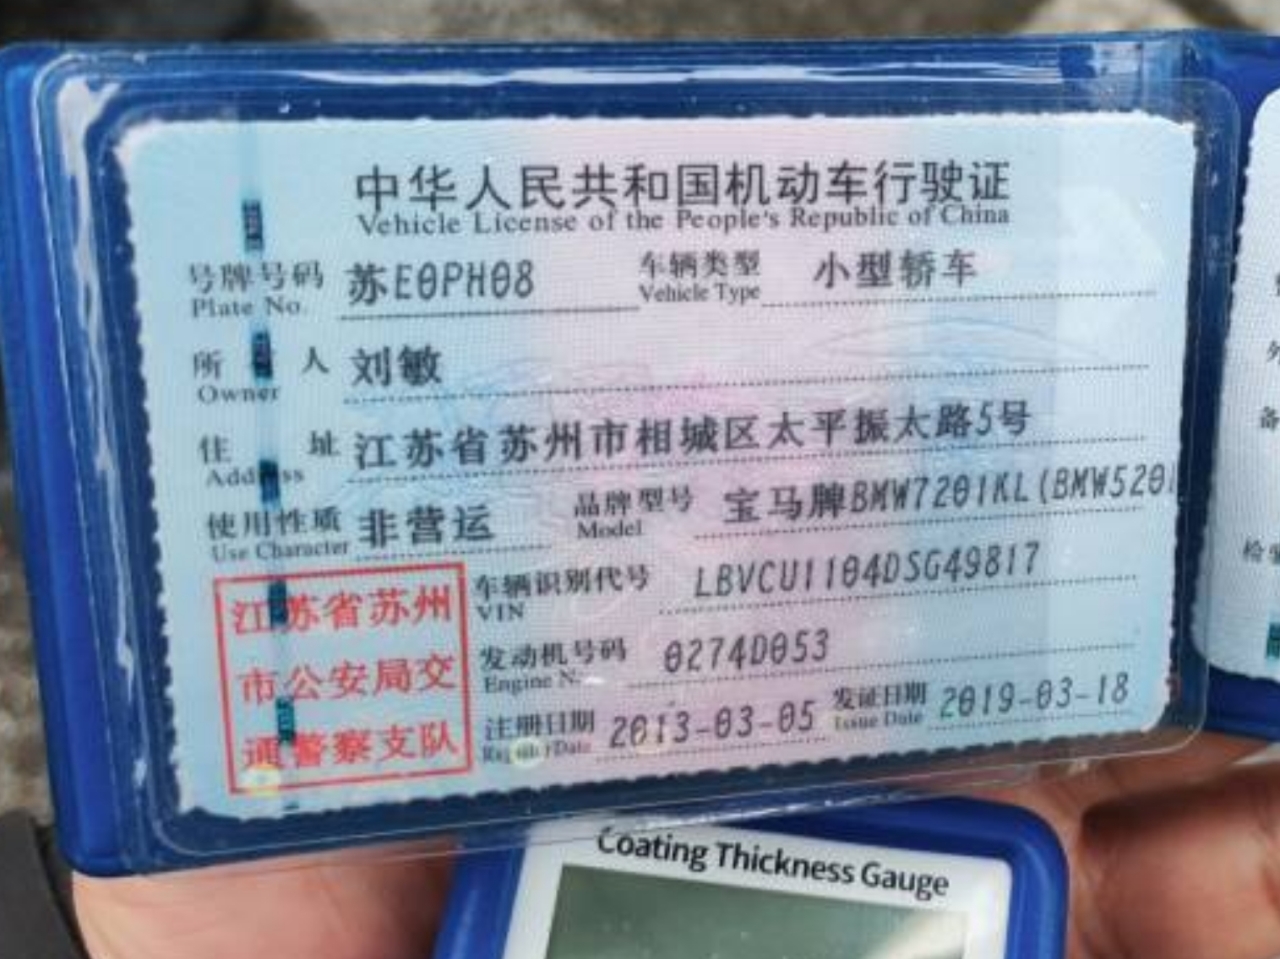 中华人民共和国机动车行驶证
Vehicle License of the People's Republic of China
号牌号码 苏E0PH08 车辆类型 小型轿车
Plate No. Vehicle Type
所 人 刘敏
Owner
住 址 江苏省苏州市相城区太平振太路5号
Address
使用性质 非营运 品牌型号 宝马牌BMW7201KL(BMW520
Use Character Model
车辆识别代号 LBVCU1104DSG49817
VIN
发动机号码 0274D053
Engine N
注册日期 2013-03-05 发证日期 2019-03-18
Date Issue Date
江苏省苏州
市公安局交
通警察支队
备
检验
Coating Thickness Gauge